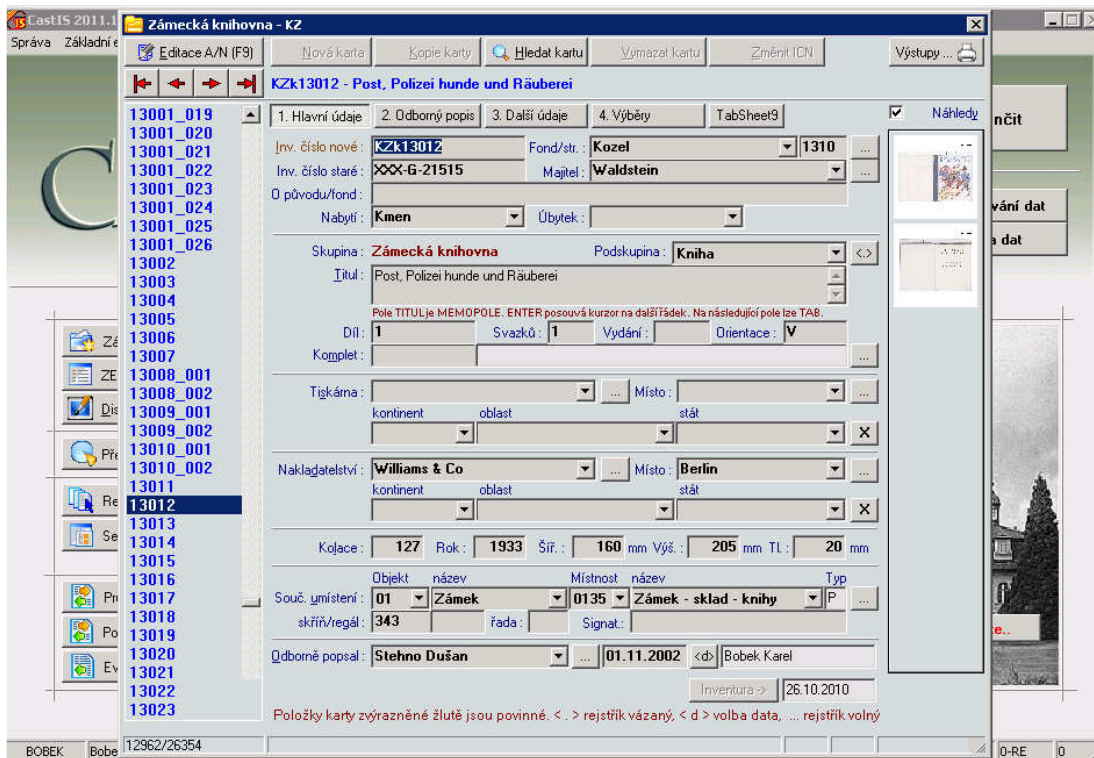 CastIS 2011.1
Zámecká knihovna - KZ
Správa Základní e
Editace A/N (F9) Nová karta Kopie karty Hledat kartu Vymazat kartu Změnit ICN Výstupy ...
KZk13012 - Post, Polizei hunde und Räuberei
13001_019
13001_020
13001_021
13001_022
13001_023
13001_024
13001_025
13001_026
13002
13003
13004
13005
13006
13007
13008_001
13008_002
13009_001
13009_002
13010_001
13010_002
13011
13012
13013
13014
13015
13016
13017
13018
13019
13020
13021
13022
13023
1. Hlavní údaje 2. Odborný popis 3. Další údaje 4. Výběry TabSheet9 Náhledy
Inv. číslo nové : KZk13012 Fond/str. : Kozel 1310 ...
Inv. číslo staré : XXX-G-21515 Majitel : Waldstein ...
O původu/fond :
Nabytí : Kmen Úbytek :
Skupina : Zámecká knihovna Podskupina : Kniha <.>
Titul : Post, Polizei hunde und Räuberei
Pole TITUL je MEMOPOLE. ENTER posouvá kurzor na další řádek. Na následující pole lze TAB.
Díl : 1 Svazků : 1 Vydání : Orientace : V
Komplet : ...
Tiskárna : ... Místo : ...
kontinent oblast stát
X
Nakladatelství : Williams & Co ... Místo : Berlin ...
kontinent oblast stát
X
Kolace : 127 Rok : 1933 Šíř. : 160 mm Výš. : 205 mm Tl. : 20 mm
Objekt název Místnost název Typ
Souč. umístění : 01 Zámek 0135 Zámek - sklad - knihy P ...
skříň/regál : 343 řada : Signat.:
Odborně popsal : Stehno Dušan ... 01.11.2002 <d> Bobek Karel
Inventura -> 26.10.2010
Položky karty zvýrazněné žlutě jsou povinné. < . > rejstřík vázaný, < d > volba data, ... rejstřík volný
12962/26354
C
Zá
ZE
Dis
Pře
Re
Se
Pro
Po
Ev
nčit
vání dat
a dat
e..
BOBEK Bobe 0-RE 0